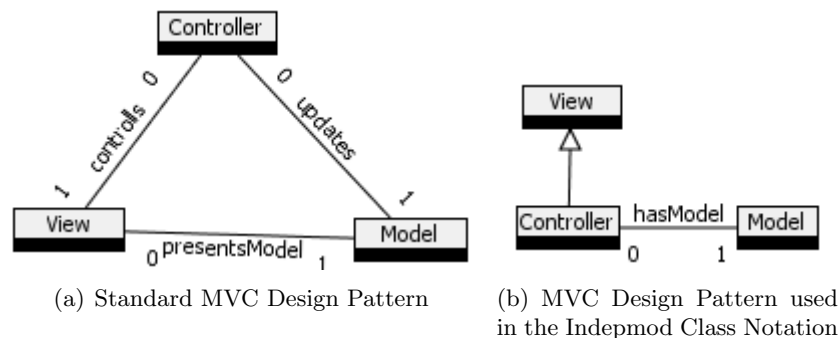 Controller
0
0
controlls
updates
1
1
View
Model
0
presentsModel
1
(a) Standard MVC Design Pattern
View
Controller
hasModel
Model
0
1
(b) MVC Design Pattern used
in the Indepmod Class Notation